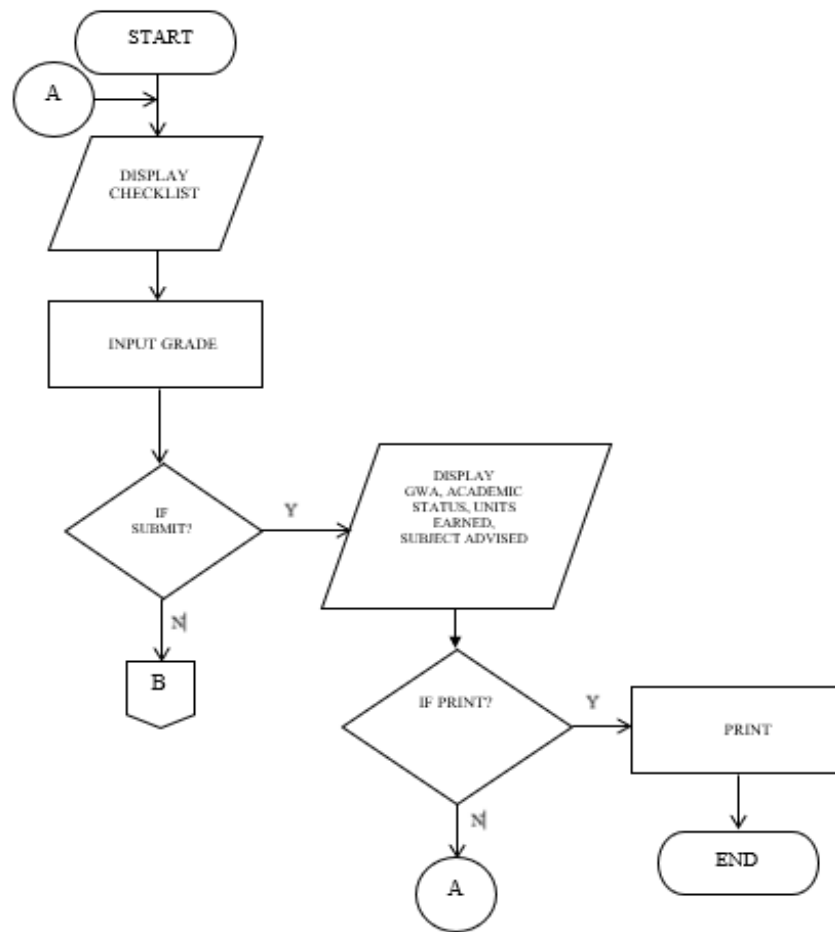 START
A
DISPLAY
CHECKLIST
INPUT GRADE
IF
SUBMIT?
Y
DISPLAY
GWA, ACADEMIC
STATUS, UNITS
EARNED,
SUBJECT ADVISED
N
B
IF PRINT?
Y
PRINT
N
A
END